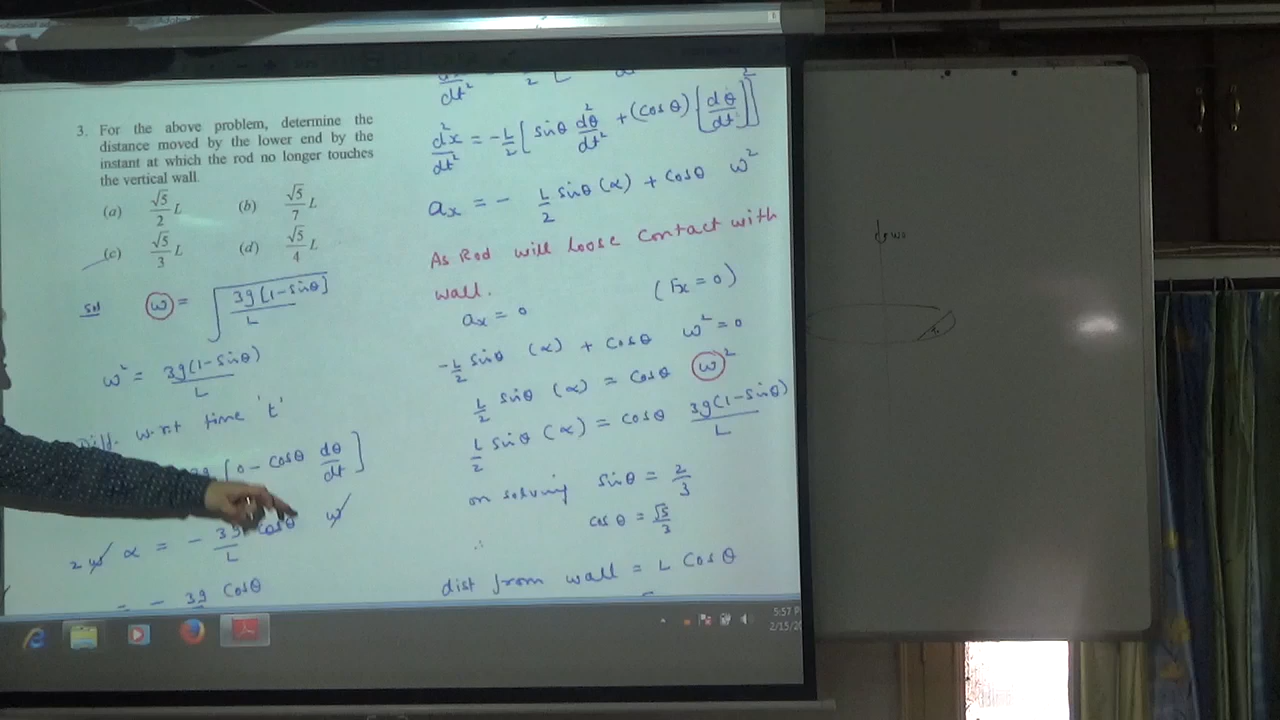 3. For the above problem, determine the
distance moved by the lower end by the
instant at which the rod no longer touches
the vertical wall.
(a) √5/2 L (b) √5/7 L
(c) √5/3 L (d) √5/4 L
Sol ω = √(3g[1-sinθ]/L)
ω² = 3g(1-sinθ)/L
Diff. w.r.t time 't'
[0 - cosθ dθ/dt]
2ω α = - 3g/L cosθ ω
= - 3g cosθ
d²x/dt² = -L/2 [sinθ d²θ/dt² + (cosθ) [dθ/dt]²]
ax = - L/2 sinθ (α) + cosθ ω²
As Rod will loose contact with
wall. (Fx = 0)
ax = 0
-L/2 sinθ (α) + cosθ ω² = 0
L/2 sinθ (α) = cosθ ω²
L/2 sinθ (α) = cosθ 3g(1-sinθ)/L
on solving sinθ = 2/3
∴ cosθ = √5/3
dist from wall = L cosθ
5:57 P
2/15/20